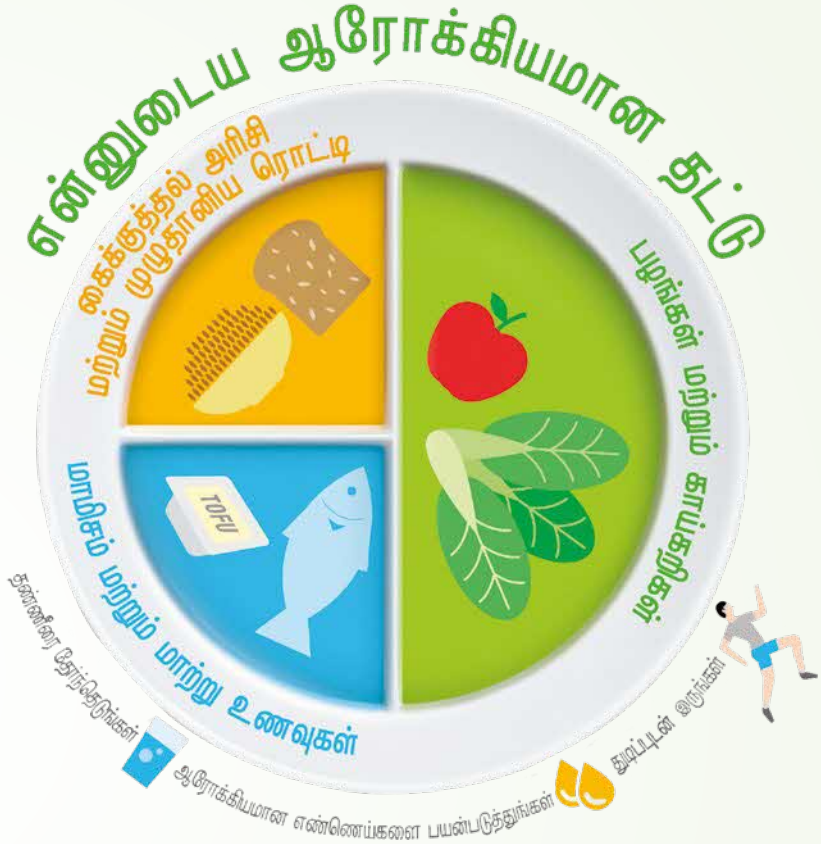 என்னுடைய ஆரோக்கியமான தட்டு
கைக்குத்தல் அரிசி
மற்றும் முழுதானிய ரொட்டி
பழங்கள் மற்றும் காய்கறிகள்
TOFU
மாமிசம் மற்றும் மாற்று உணவுகள்
தண்ணீரை தேர்ந்தெடுங்கள்
ஆரோக்கியமான எண்ணெய்களை பயன்படுத்துங்கள்
துடிப்புடன் இருங்கள்